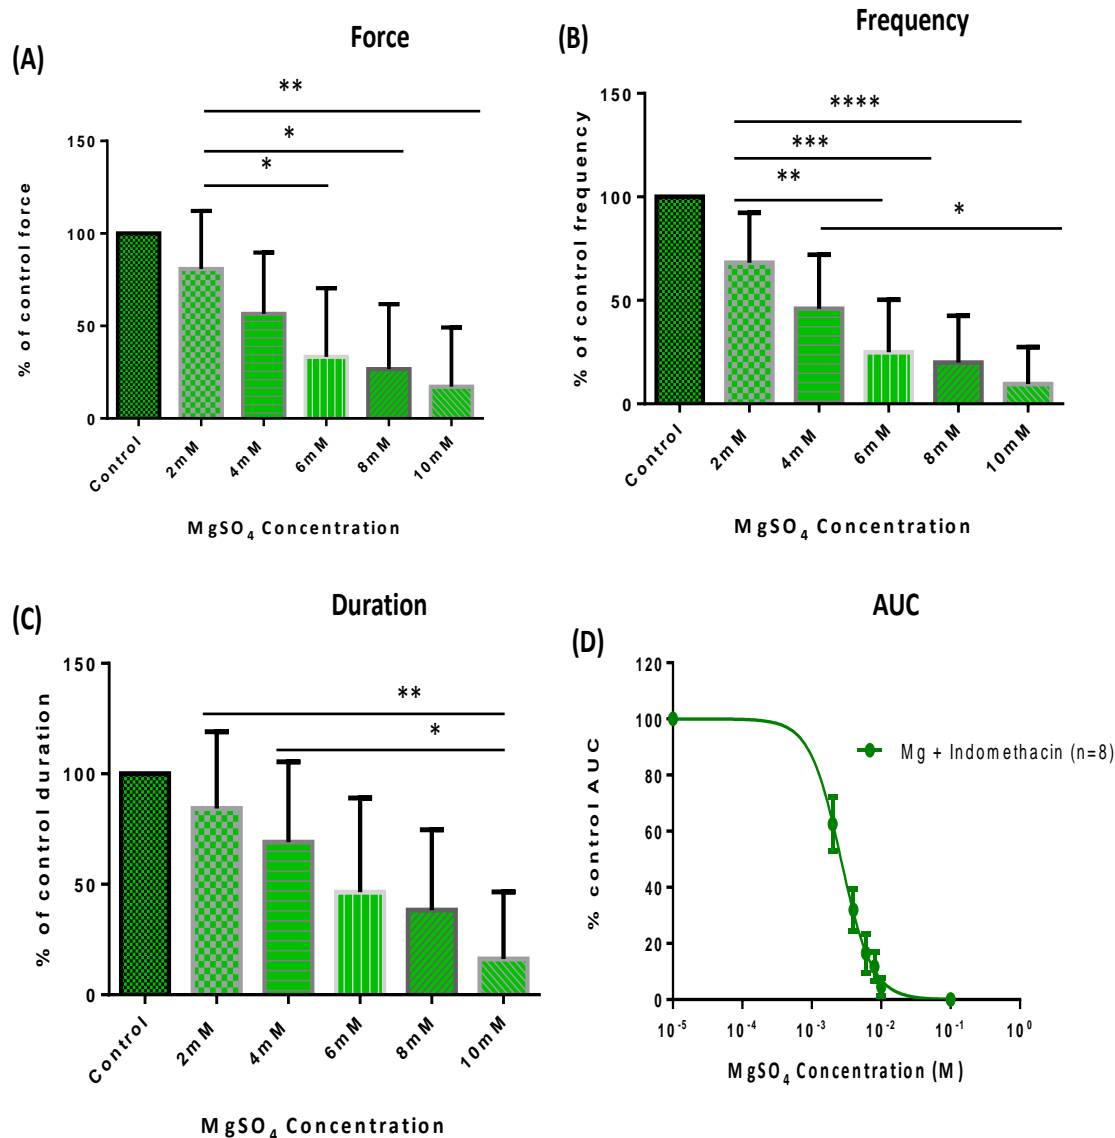 (A)
Force
**
*
*
150
100
50
0
% of control force
Control
2mM
4mM
6mM
8mM
10mM
MgSO₄ Concentration
(B)
Frequency
****
***
**
*
150
100
50
0
% of control frequency
Control
2mM
4mM
6mM
8mM
10mM
MgSO₄ Concentration
(C)
Duration
**
*
150
100
50
0
% of control duration
Control
2mM
4mM
6mM
8mM
10mM
MgSO₄ Concentration
(D)
AUC
120
100
80
60
40
20
0
% control AUC
Mg + Indomethacin (n=8)
10⁻⁵
10⁻⁴
10⁻³
10⁻²
10⁻¹
10⁰
MgSO₄ Concentration (M)